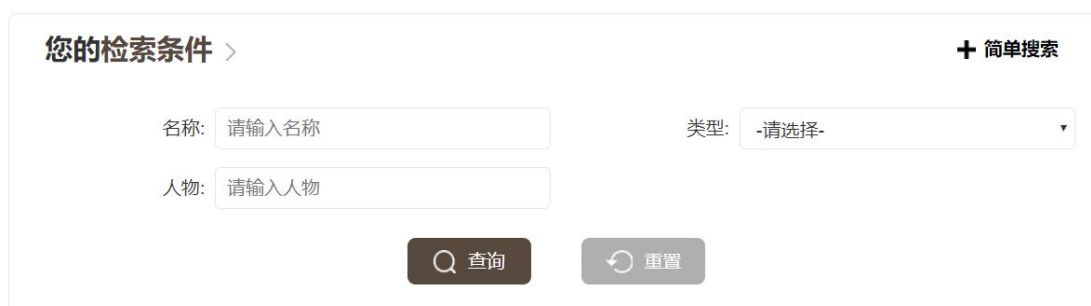 您的检索条件 >
+ 简单搜索
名称: 请输入名称
类型: -请选择-
人物: 请输入人物
查询
重置